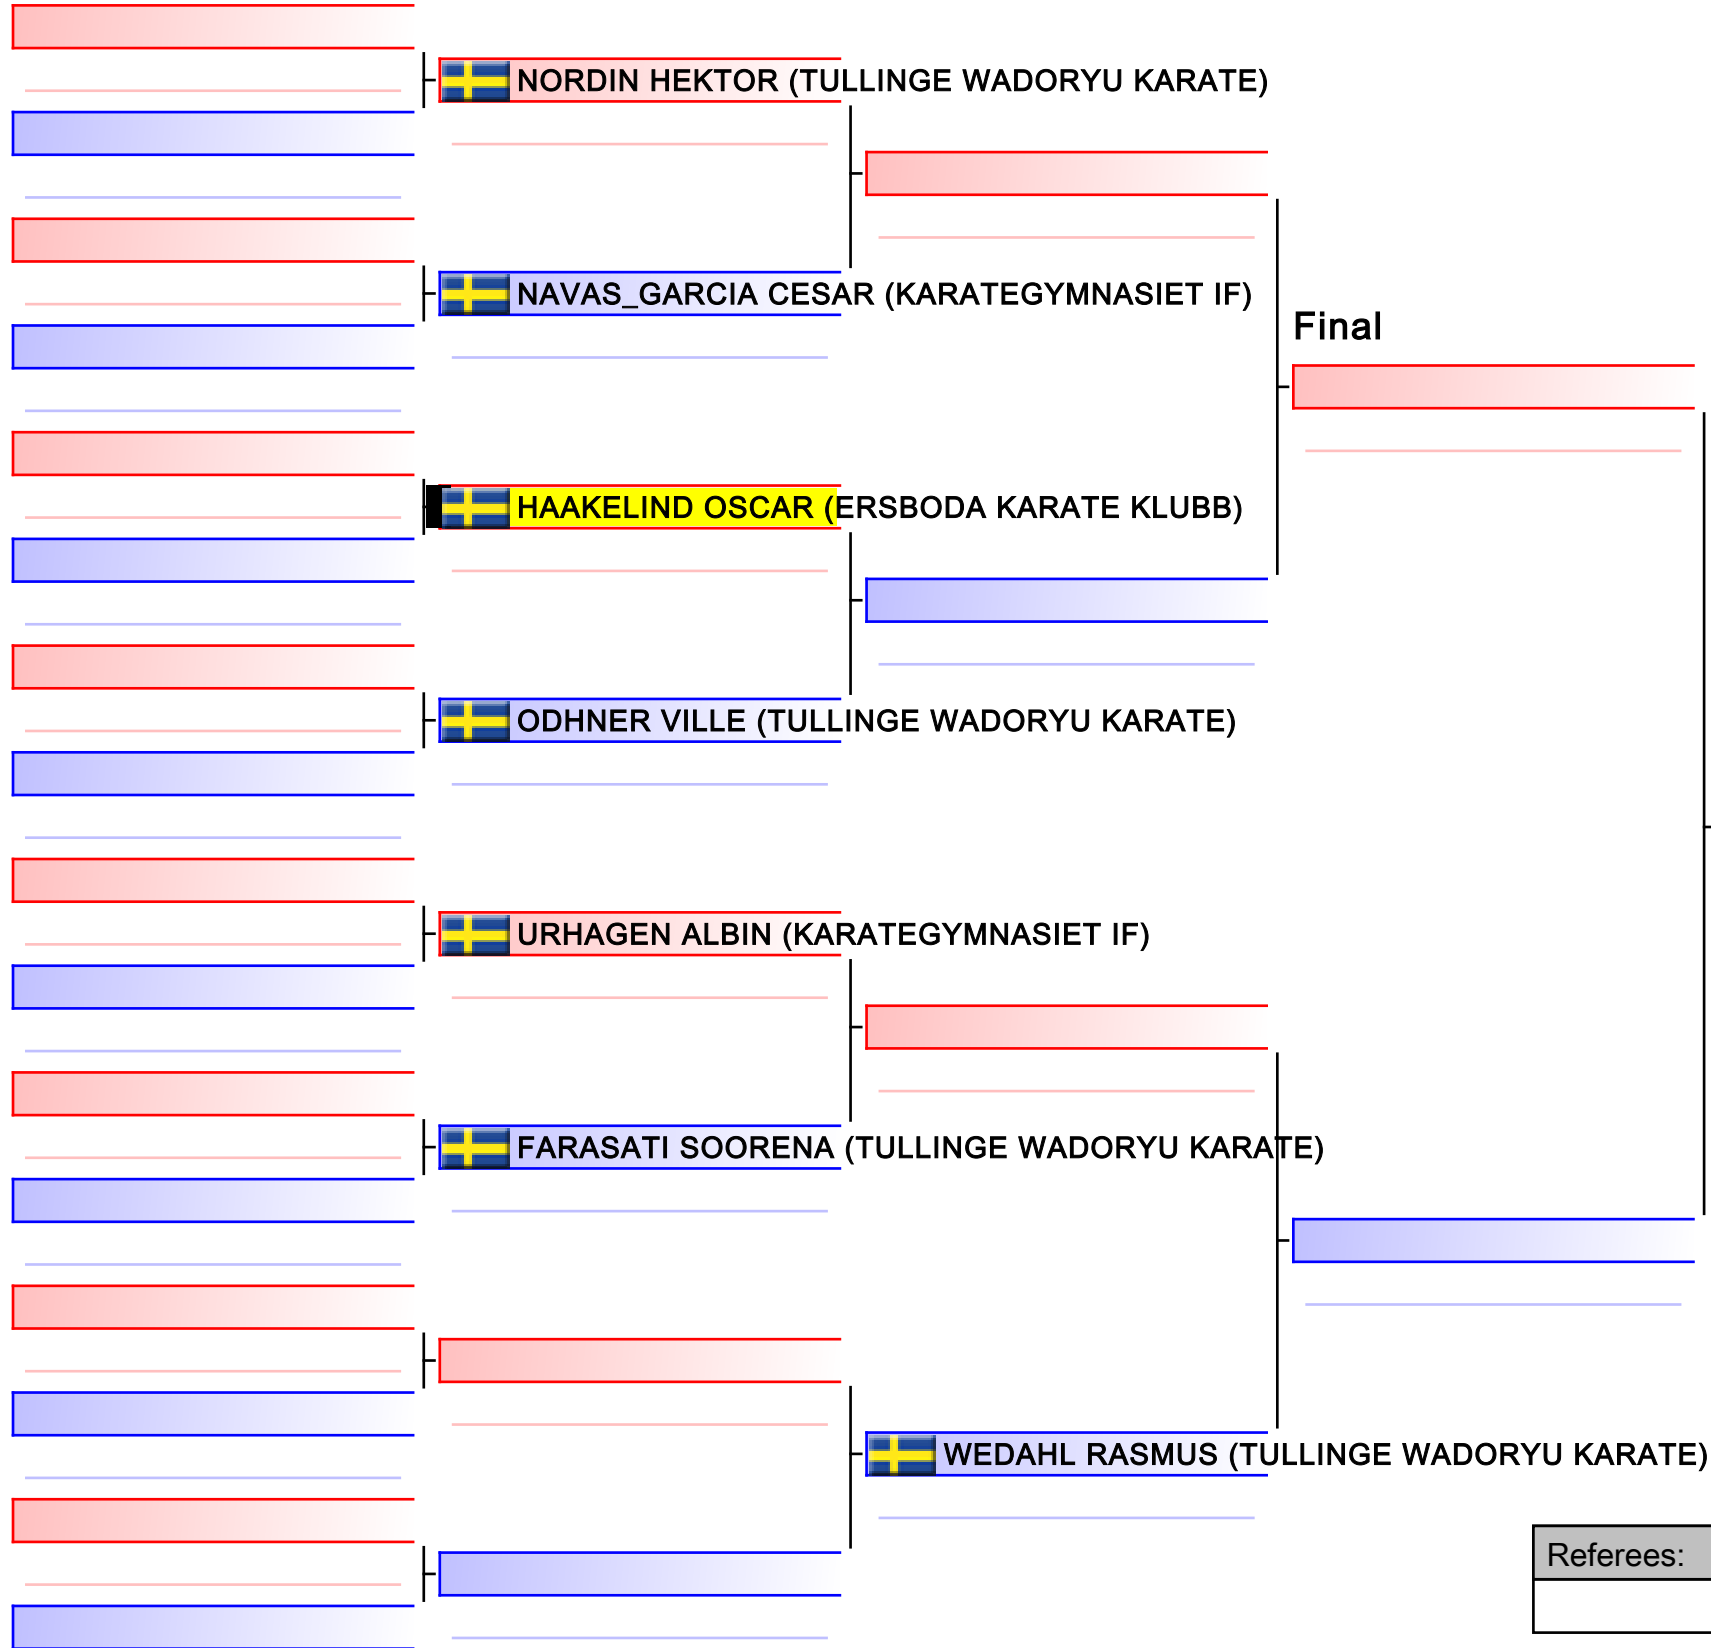 NORDIN HEKTOR (TULLINGE WADORYU KARATE)
NAVAS_GARCIA CESAR (KARATEGYMNASIET IF)
Final
HAAKELIND OSCAR (ERSBODA KARATE KLUBB)
ODHNER VILLE (TULLINGE WADORYU KARATE)
URHAGEN ALBIN (KARATEGYMNASIET IF)
FARASATI SOORENA (TULLINGE WADORYU KARATE)
WEDAHL RASMUS (TULLINGE WADORYU KARATE)
Referees: